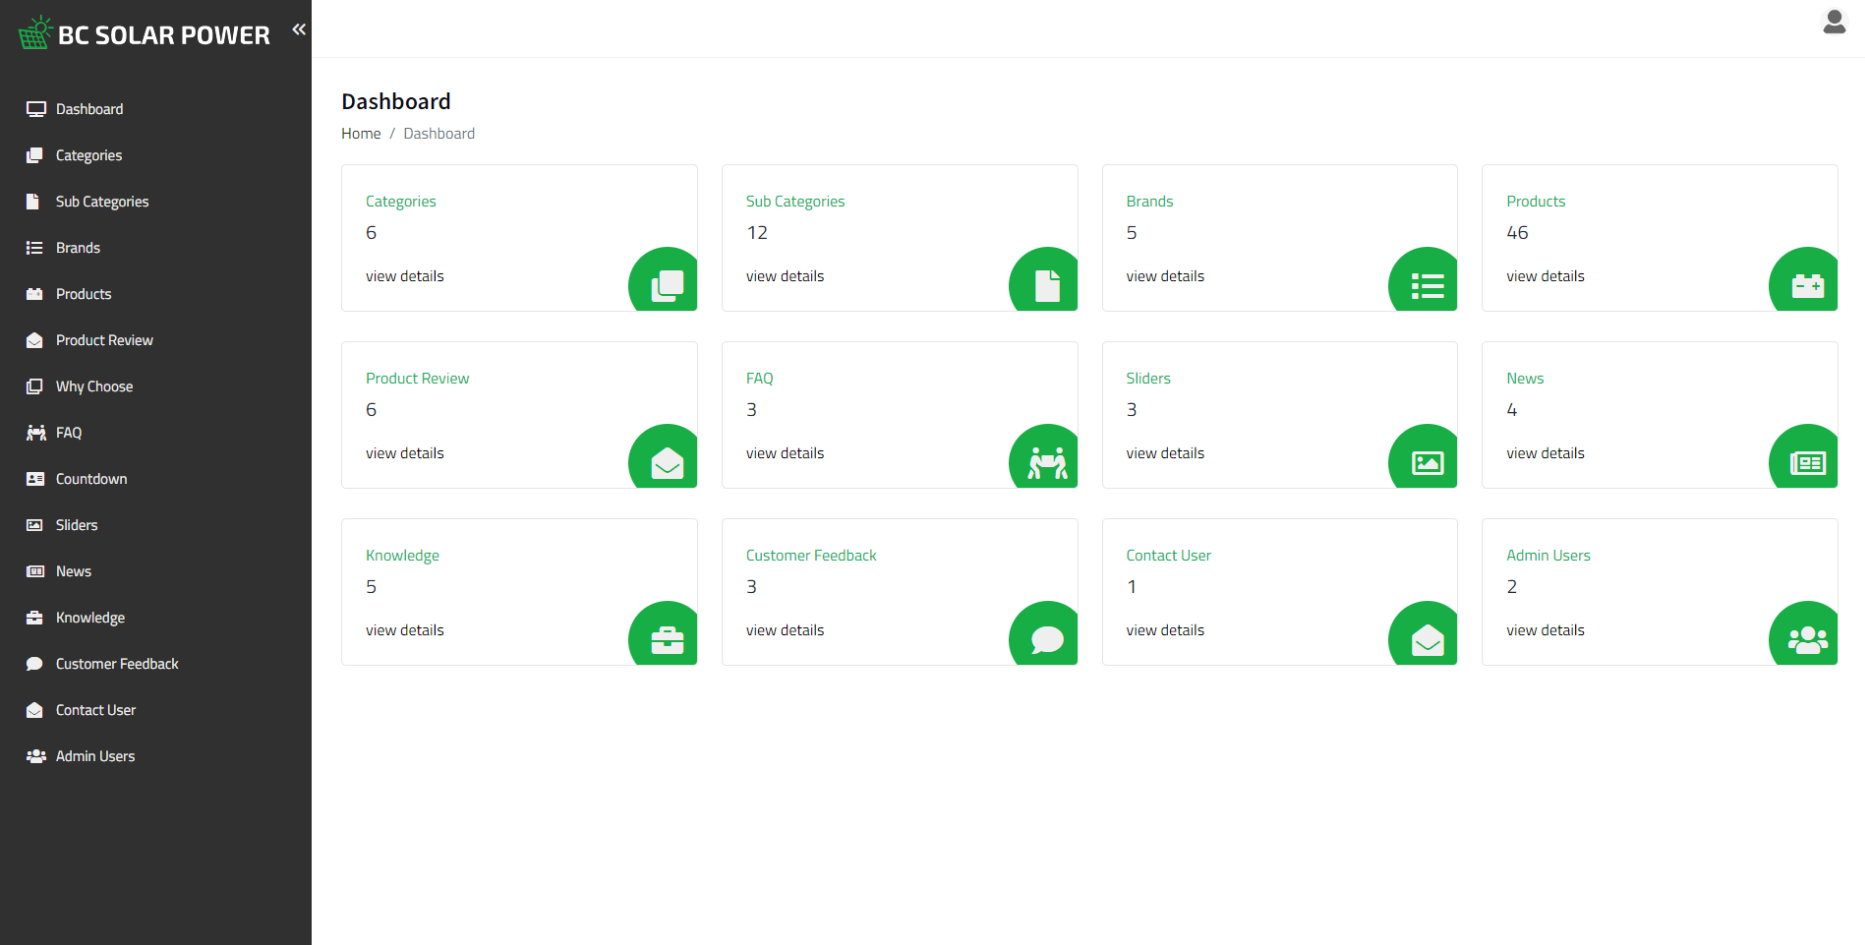 BC SOLAR POWER
Dashboard
Categories
Sub Categories
Brands
Products
Product Review
Why Choose
FAQ
Countdown
Sliders
News
Knowledge
Customer Feedback
Contact User
Admin Users
Dashboard
Home / Dashboard
Categories
6
view details
Sub Categories
12
view details
Brands
5
view details
Products
46
view details
Product Review
6
view details
FAQ
3
view details
Sliders
3
view details
News
4
view details
Knowledge
5
view details
Customer Feedback
3
view details
Contact User
1
view details
Admin Users
2
view details